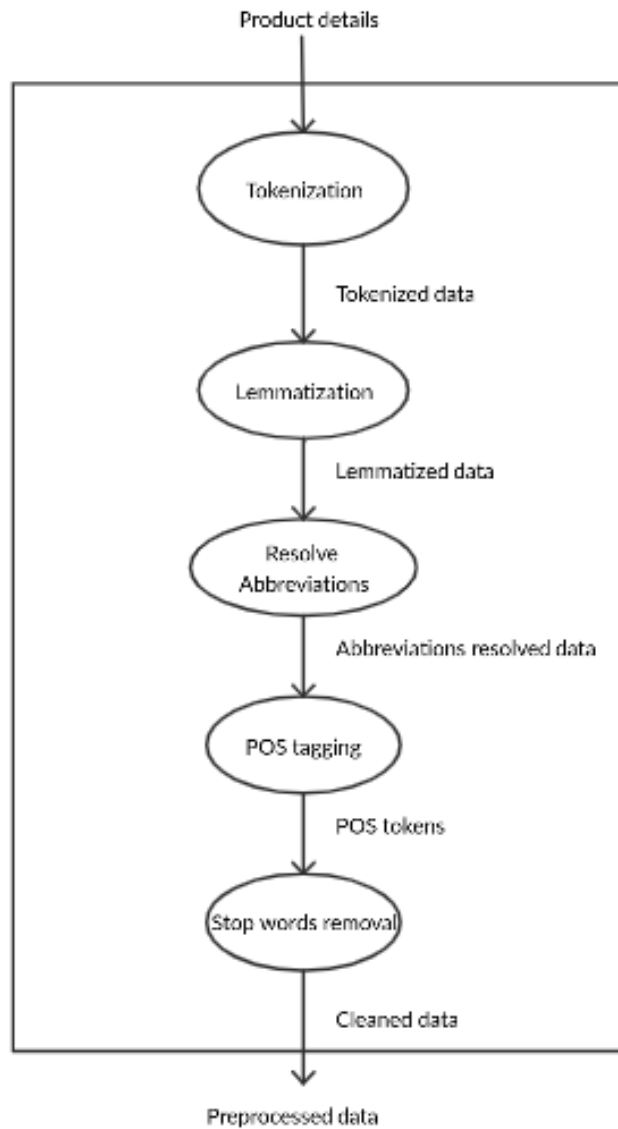 Product details
Tokenization
Tokenized data
Lemmatization
Lemmatized data
Resolve
Abbreviations
Abbreviations resolved data
POS tagging
POS tokens
Stop words removal
Cleaned data
Preprocessed data